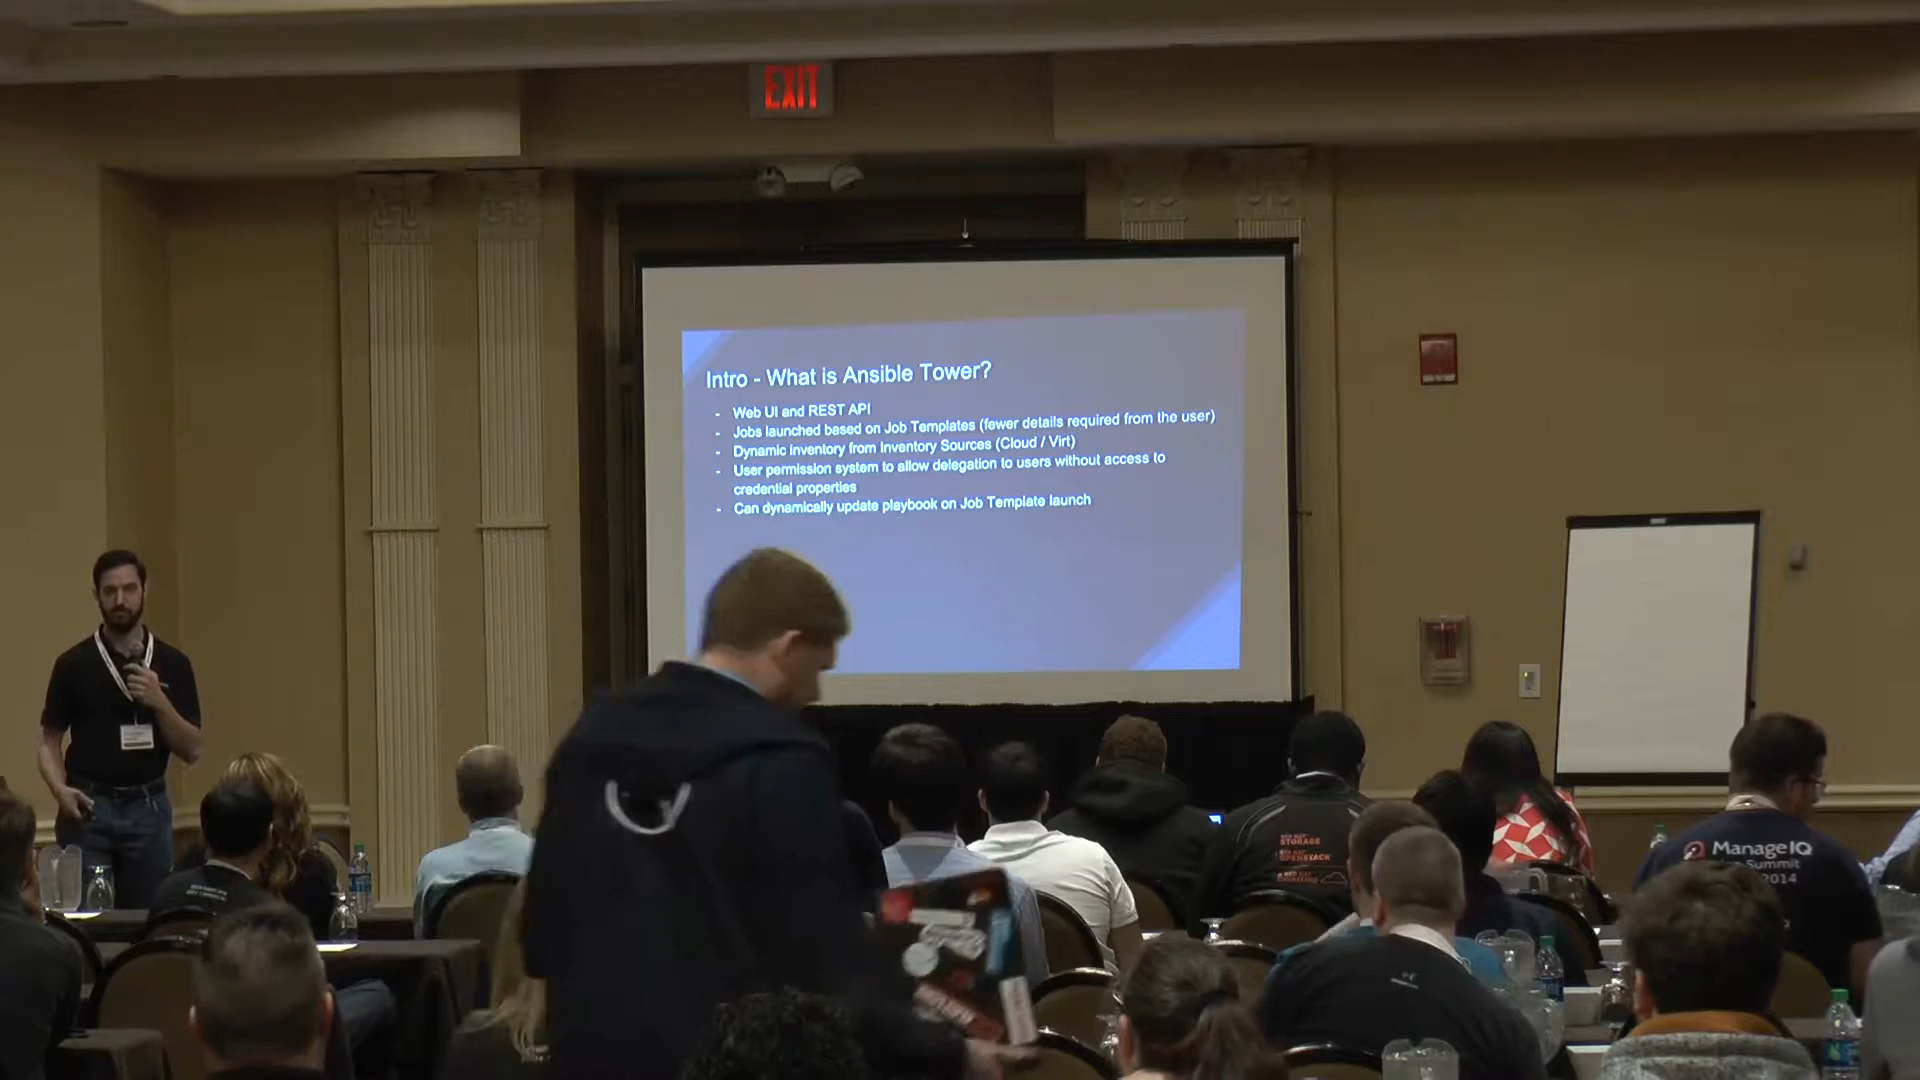 EXIT
Intro - What is Ansible Tower?
- Web UI and REST API
- Jobs launched based on Job Templates (fewer details required from the user)
- Dynamic inventory from Inventory Sources (Cloud / Virt)
- User permission system to allow delegation to users without access to
credential properties
- Can dynamically update playbook on Job Template launch
STORAGE
OPENSTACK
ManageIQ
Summit
2014